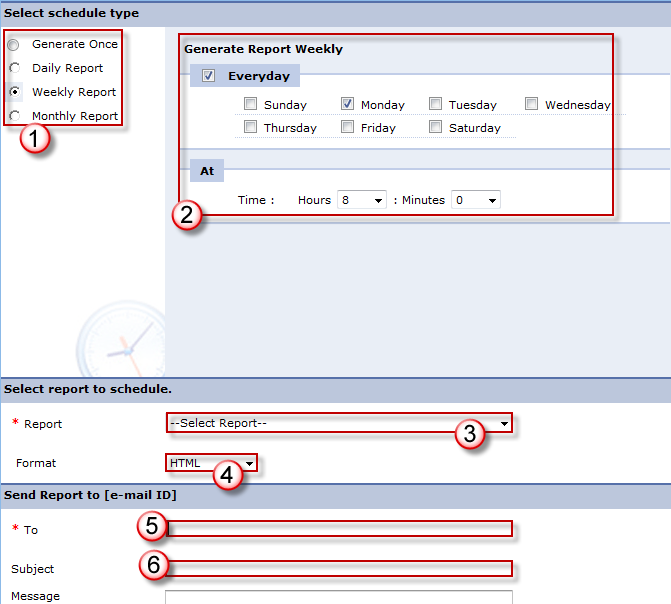 Select schedule type
Generate Once
Daily Report
Weekly Report
Monthly Report
1
Generate Report Weekly
Everyday
Sunday Monday Tuesday Wednesday
Thursday Friday Saturday
At
Time : Hours 8 : Minutes 0
2
Select report to schedule.
* Report --Select Report--
3
Format HTML
4
Send Report to [e-mail ID]
* To 5
Subject 6
Message